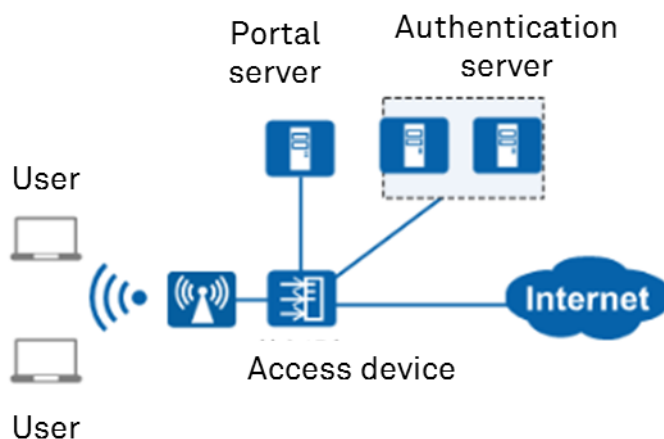 Portal
server
Authentication
server
User
Internet
Access device
User